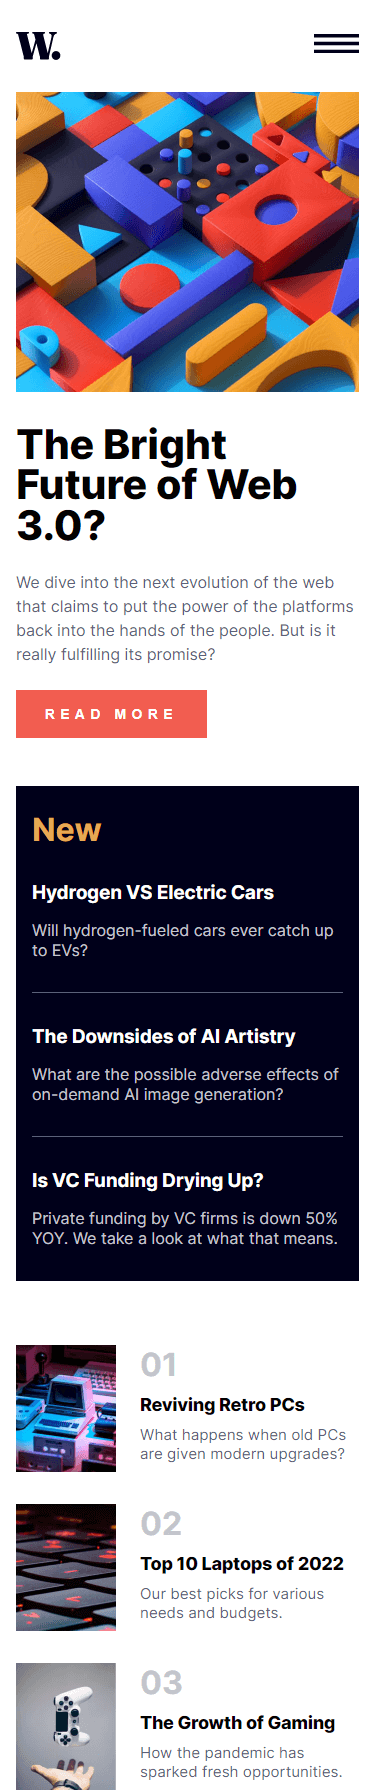 W.
The Bright
Future of Web
3.0?
We dive into the next evolution of the web
that claims to put the power of the platforms
back into the hands of the people. But is it
really fulfilling its promise?
READ MORE
New
Hydrogen VS Electric Cars
Will hydrogen-fueled cars ever catch up
to EVs?
The Downsides of AI Artistry
What are the possible adverse effects of
on-demand AI image generation?
Is VC Funding Drying Up?
Private funding by VC firms is down 50%
YOY. We take a look at what that means.
01
Reviving Retro PCs
What happens when old PCs
are given modern upgrades?
02
Top 10 Laptops of 2022
Our best picks for various
needs and budgets.
03
The Growth of Gaming
How the pandemic has
sparked fresh opportunities.